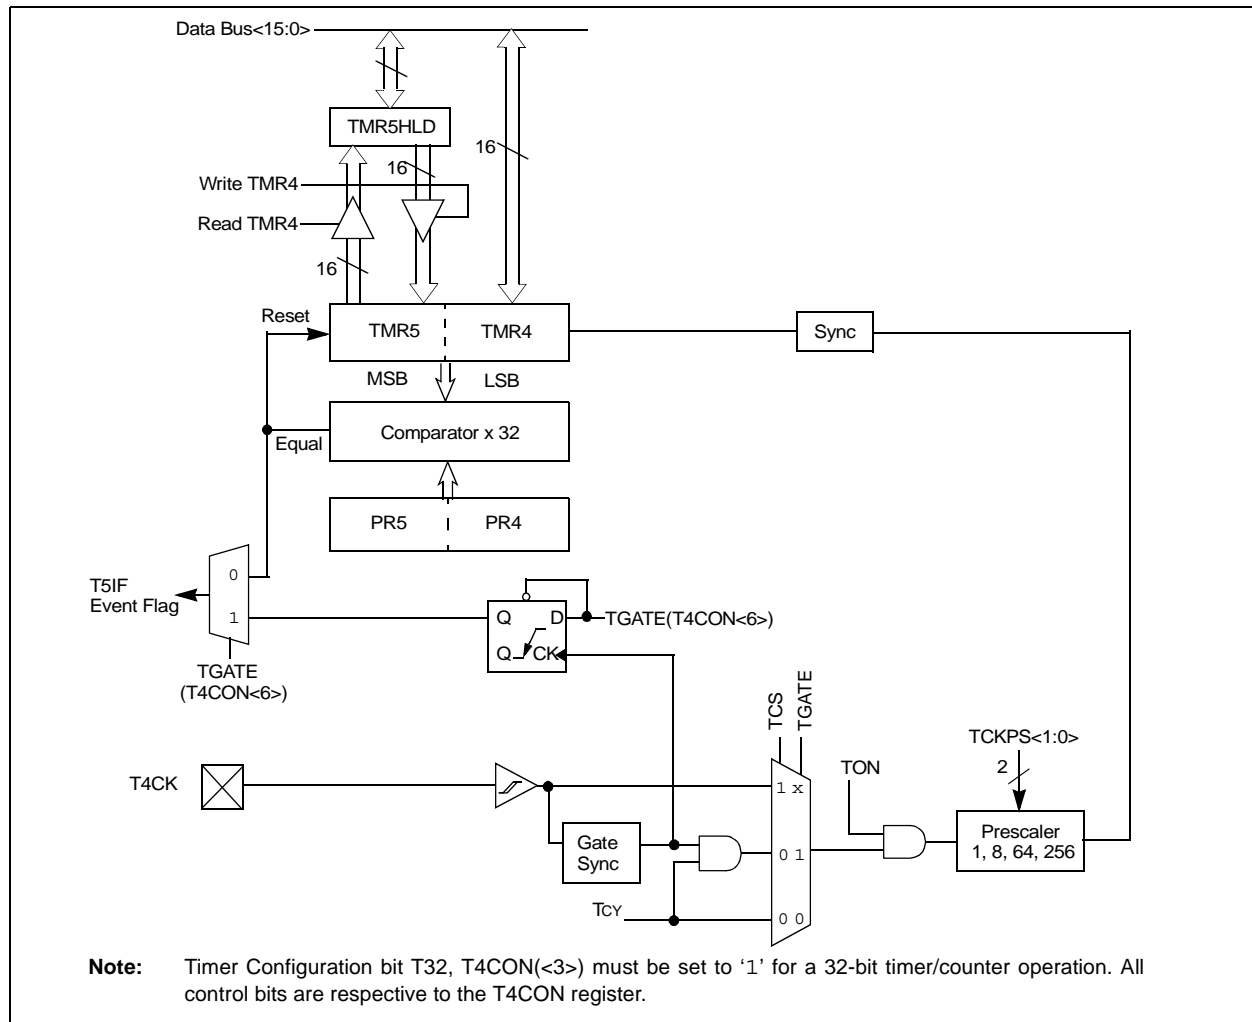 Data Bus<15:0>
TMR5HLD
16
16
Write TMR4
Read TMR4
16
Reset
TMR5
TMR4
Sync
MSB
LSB
Equal
Comparator x 32
PR5
PR4
0
T5IF
Event Flag
1
Q
D
TGATE(T4CON<6>)
Q
CK
TGATE
(T4CON<6>)
TCS
TGATE
TCKPS<1:0>
2
T4CK
TON
1 x
Prescaler
1, 8, 64, 256
Gate
Sync
0 1
TCY
0 0
Note: Timer Configuration bit T32, T4CON(<3>) must be set to ‘1’ for a 32-bit timer/counter operation. All
control bits are respective to the T4CON register.